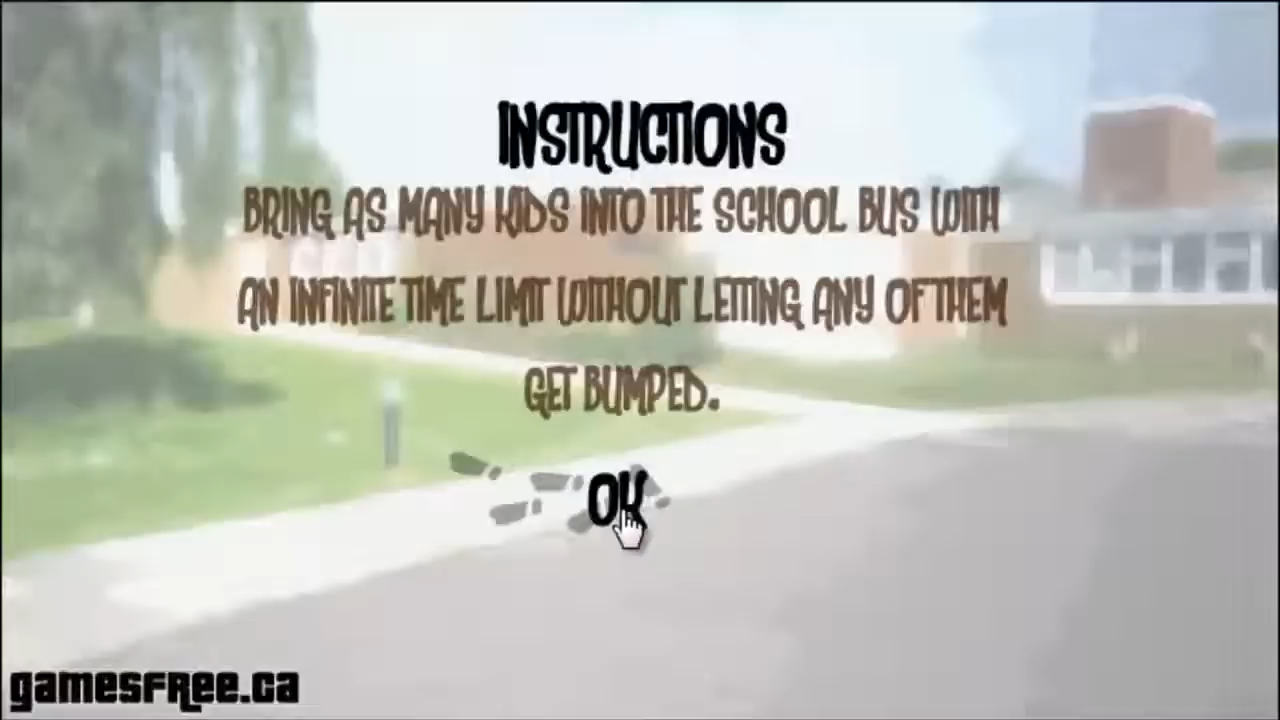 INSTRUCTIONS
BRING AS MANY KIDS INTO THE SCHOOL BUS WITH
AN INFINITE TIME LIMIT WITHOUT LETTING ANY OF THEM
GET BUMPED.
OK
gamesfree.ca